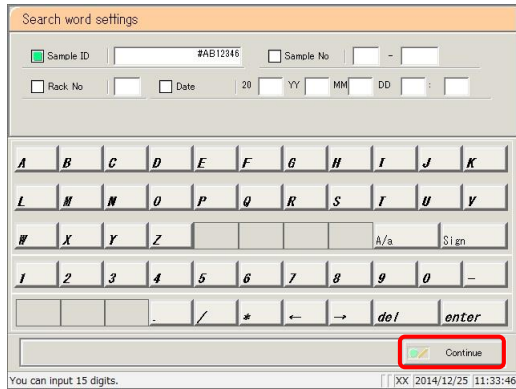 Search word settings
Sample ID #AB12346 Sample No -
Rack No Date 20 YY MM DD :
A B C D E F G H I J K
L M N O P Q R S T U V
W X Y Z A/a Sign
1 2 3 4 5 6 7 8 9 0 -
. / * ← → del enter
Continue
You can input 15 digits. XX 2014/12/25 11:33:46